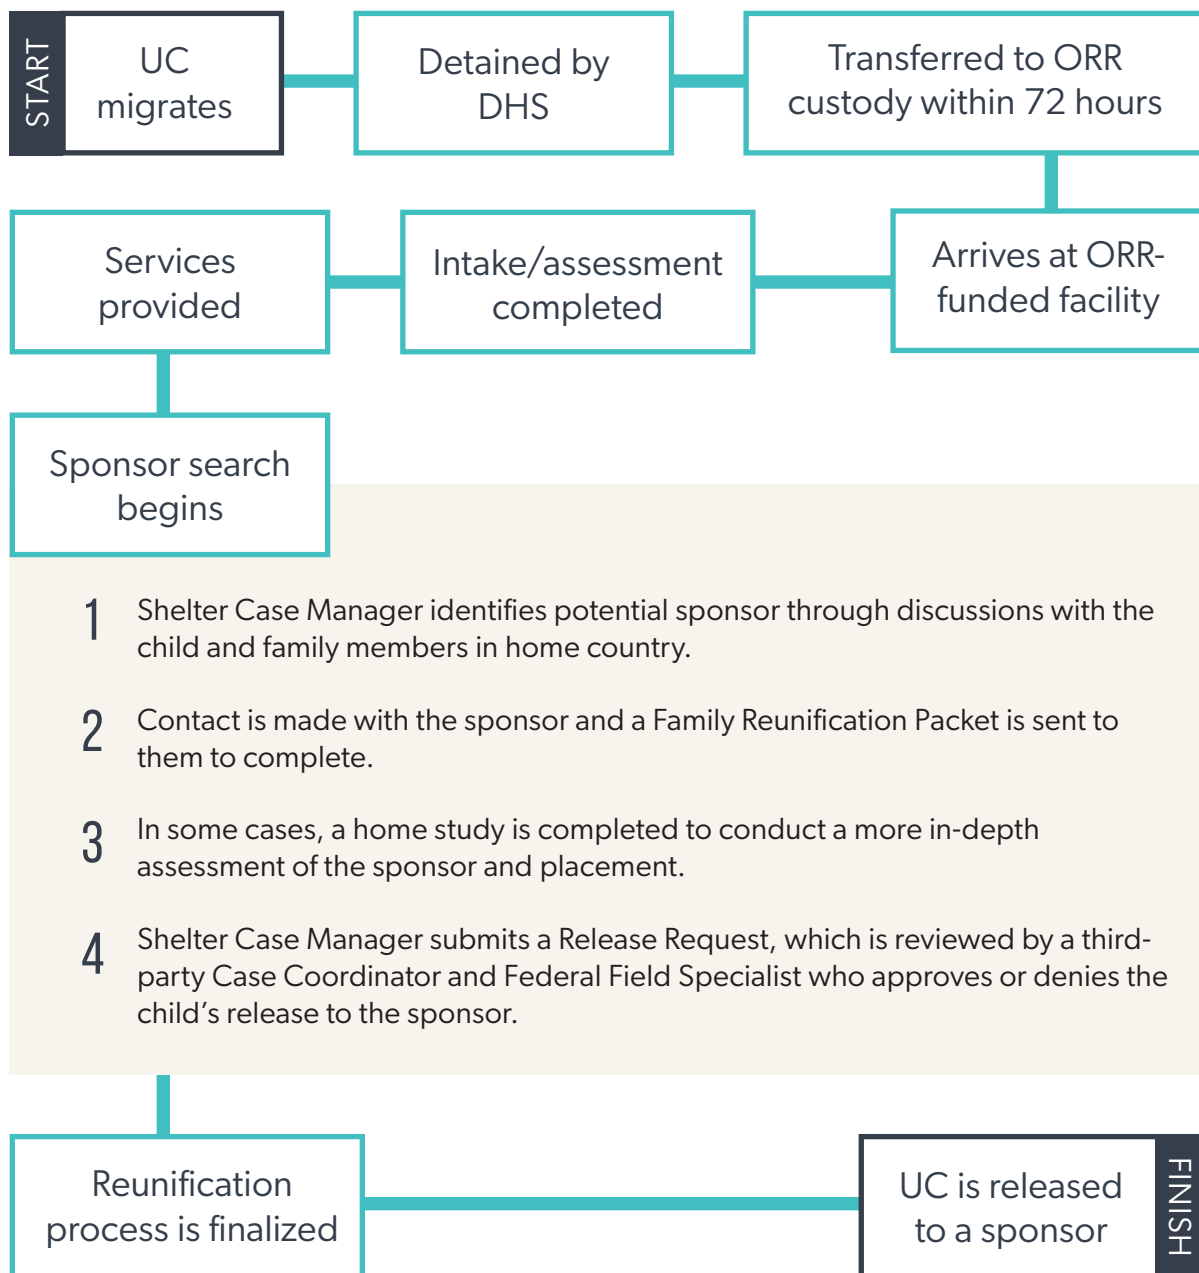 START
UC
migrates
Detained by
DHS
Transferred to ORR
custody within 72 hours
Arrives at ORR-
funded facility
Intake/assessment
completed
Services
provided
Sponsor search
begins
1
Shelter Case Manager identifies potential sponsor through discussions with the
child and family members in home country.
2
Contact is made with the sponsor and a Family Reunification Packet is sent to
them to complete.
3
In some cases, a home study is completed to conduct a more in-depth
assessment of the sponsor and placement.
4
Shelter Case Manager submits a Release Request, which is reviewed by a third-
party Case Coordinator and Federal Field Specialist who approves or denies the
child’s release to the sponsor.
Reunification
process is finalized
UC is released
to a sponsor
FINISH